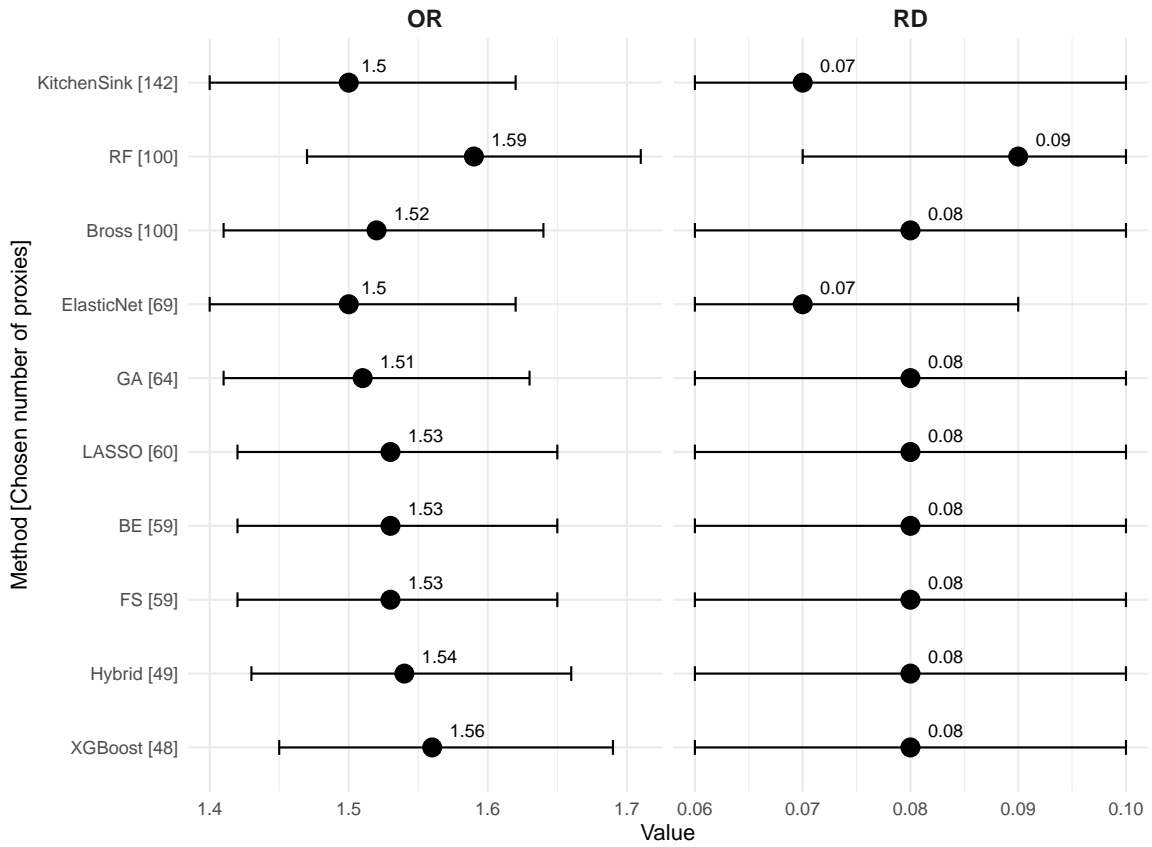 OR RD
KitchenSink [142] 1.5 0.07
RF [100] 1.59 0.09
Bross [100] 1.52 0.08
ElasticNet [69] 1.5 0.07
GA [64] 1.51 0.08
LASSO [60] 1.53 0.08
BE [59] 1.53 0.08
FS [59] 1.53 0.08
Hybrid [49] 1.54 0.08
XGBoost [48] 1.56 0.08
1.4 1.5 1.6 1.7 0.06 0.07 0.08 0.09 0.10
Value
Method [Chosen number of proxies]